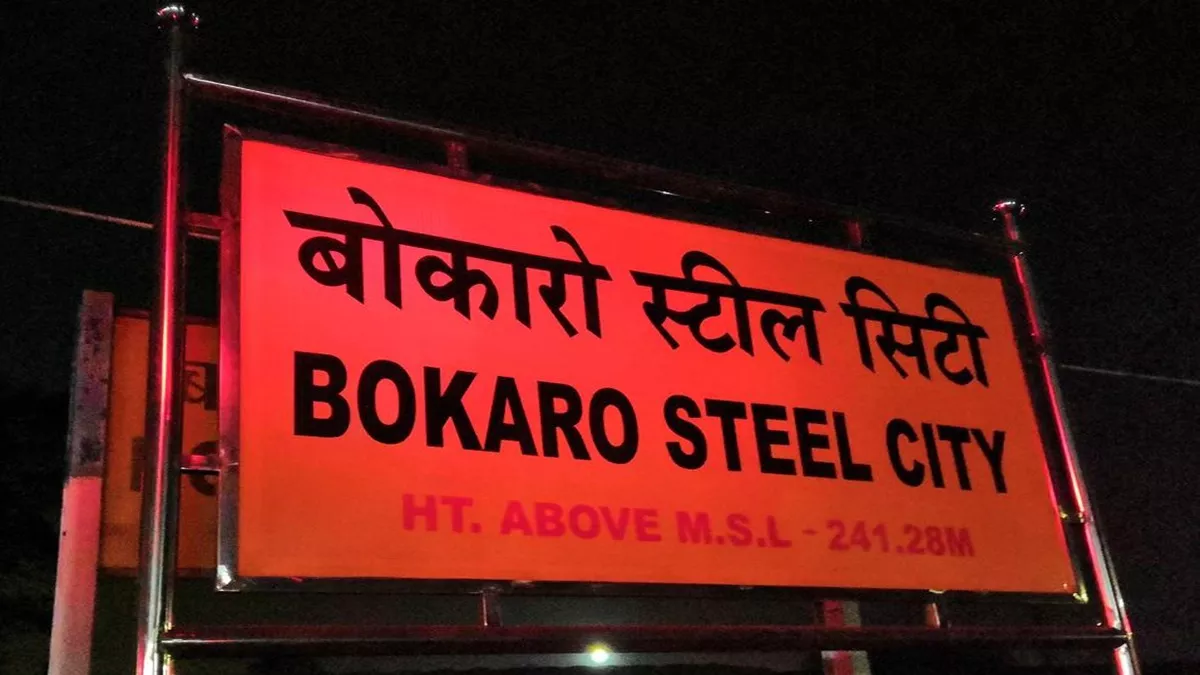 बोकारो स्टील सिटी
BOKARO STEEL CITY
HT. ABOVE M.S.L - 241.28M